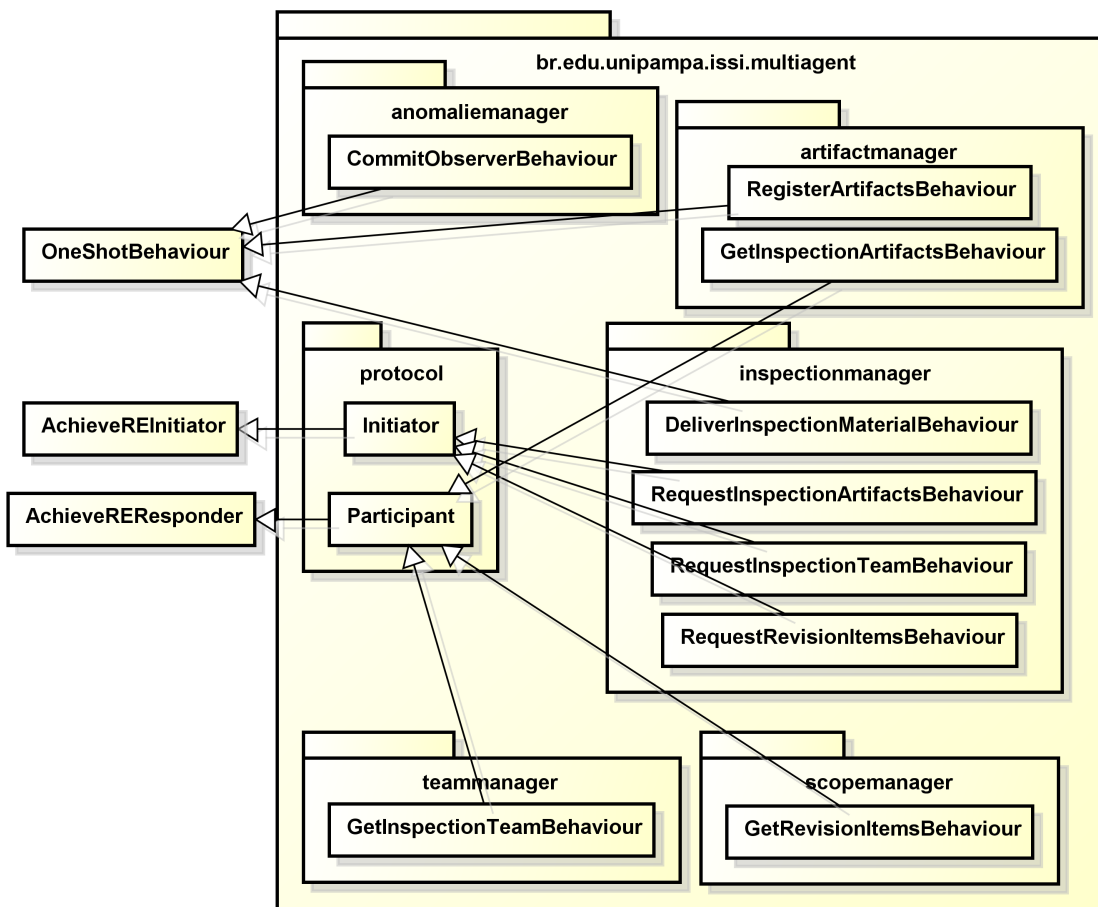 br.edu.unipampa.issi.multiagent
anomaliemanager
CommitObserverBehaviour
artifactmanager
RegisterArtifactsBehaviour
GetInspectionArtifactsBehaviour
OneShotBehaviour
protocol
Initiator
Participant
AchieveREInitiator
AchieveREResponder
inspectionmanager
DeliverInspectionMaterialBehaviour
RequestInspectionArtifactsBehaviour
RequestInspectionTeamBehaviour
RequestRevisionItemsBehaviour
teammanager
GetInspectionTeamBehaviour
scopemanager
GetRevisionItemsBehaviour